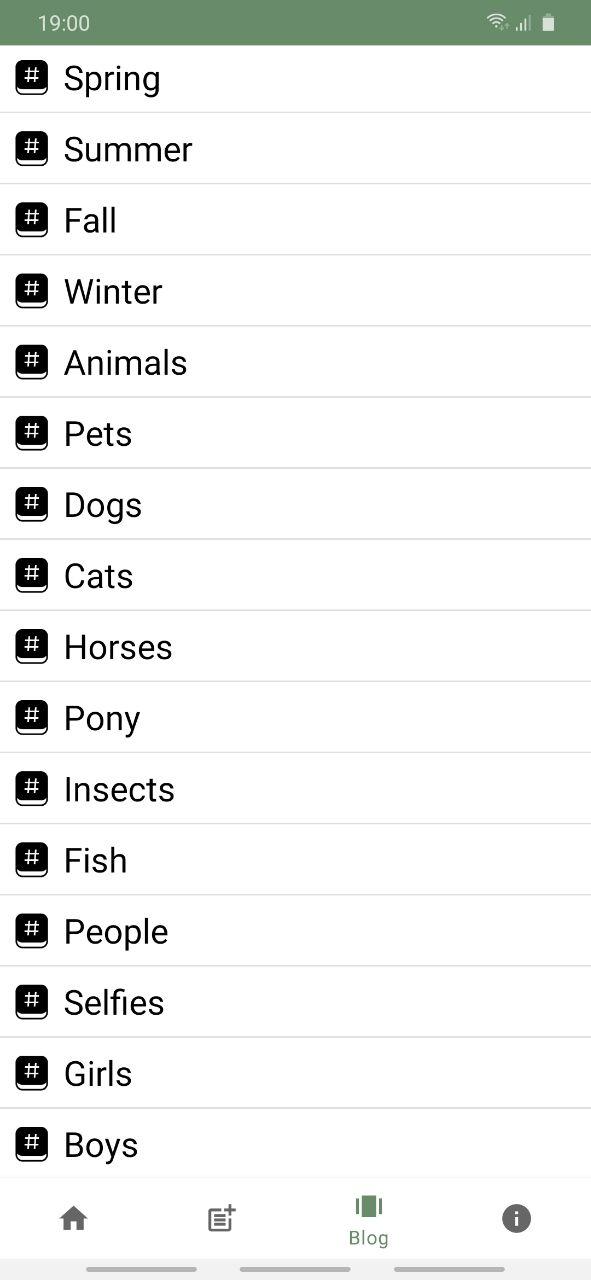 19:00
# Spring
# Summer
# Fall
# Winter
# Animals
# Pets
# Dogs
# Cats
# Horses
# Pony
# Insects
# Fish
# People
# Selfies
# Girls
# Boys
Blog